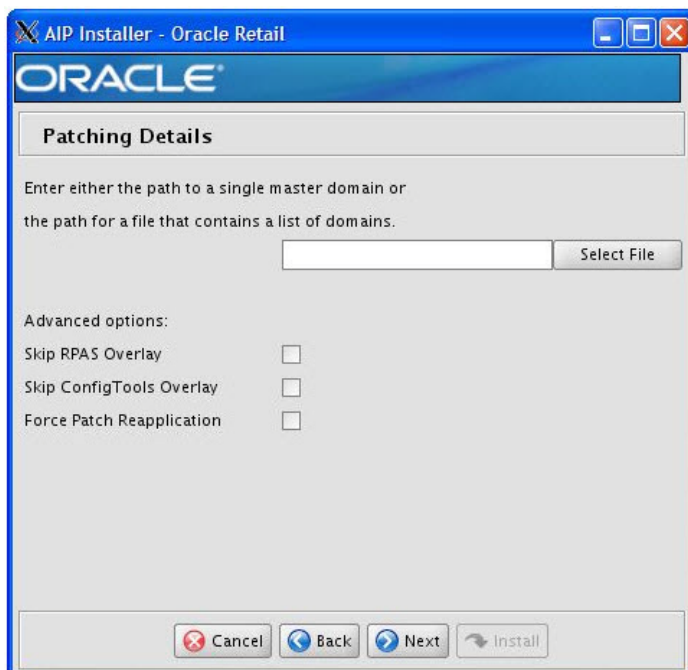 AIP Installer - Oracle Retail
ORACLE®
Patching Details
Enter either the path to a single master domain or
the path for a file that contains a list of domains.
Select File
Advanced options:
Skip RPAS Overlay
Skip ConfigTools Overlay
Force Patch Reapplication
Cancel Back Next Install